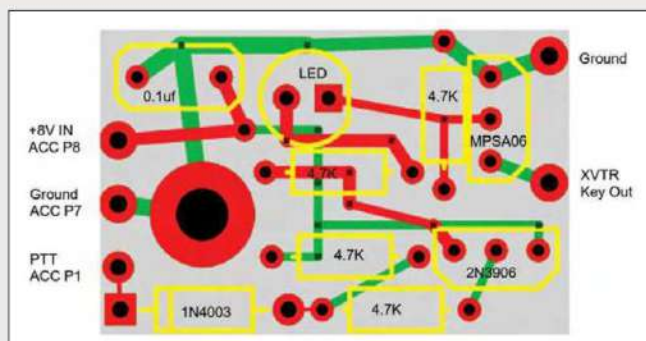 LED
Ground
0.1uf
4.7K
+8V IN
ACC P8
MPSA06
4.7K
XVTR
Key Out
Ground
ACC P7
4.7K
2N3906
PTT
ACC P1
1N4003
4.7K